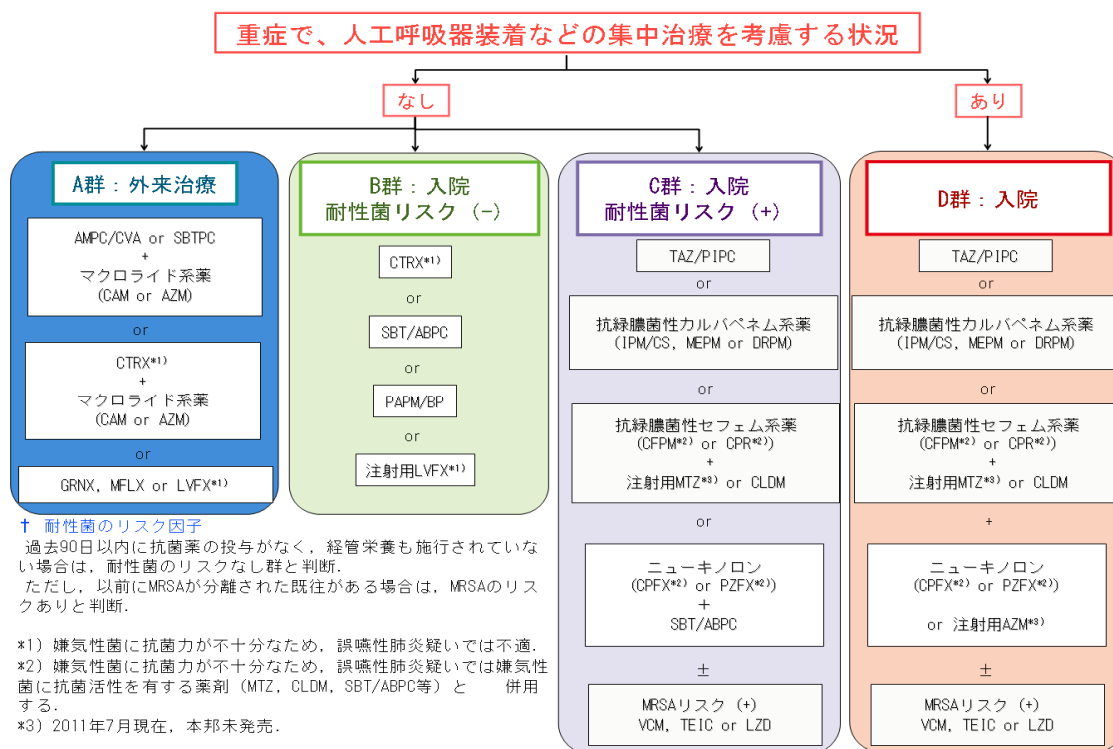 重症で、人工呼吸器装着などの集中治療を考慮する状況
なし
あり
A群：外来治療
AMPC/CVA or SBTPC
+
マクロライド系薬
(CAM or AZM)
or
CTRX*1)
+
マクロライド系薬
(CAM or AZM)
or
GRNX, MFLX or LVFX*1)
B群：入院
耐性菌リスク (−)
CTRX*1)
or
SBT/ABPC
or
PAPM/BP
or
注射用LVFX*1)
C群：入院
耐性菌リスク (+)
TAZ/PIPC
or
抗緑膿菌性カルバペネム系薬
(IPM/CS, MEPM or DRPM)
or
抗緑膿菌性セフェム系薬
(CFPM*2) or CPR*2))
+
注射用MTZ*3) or CLDM
or
ニューキノロン
(CPFX*2) or PZFX*2))
+
SBT/ABPC
±
MRSAリスク (+)
VCM, TEIC or LZD
D群：入院
TAZ/PIPC
or
抗緑膿菌性カルバペネム系薬
(IPM/CS, MEPM or DRPM)
or
抗緑膿菌性セフェム系薬
(CFPM*2) or CPR*2))
+
注射用MTZ*3) or CLDM
+
ニューキノロン
(CPFX*2) or PZFX*2))
or 注射用AZM*3)
±
MRSAリスク (+)
VCM, TEIC or LZD
† 耐性菌のリスク因子
過去90日以内に抗菌薬の投与がなく，経管栄養も施行されていな
い場合は，耐性菌のリスクなし群と判断．
ただし，以前にMRSAが分離された既往がある場合は，MRSAのリス
クありと判断．
*1) 嫌気性菌に抗菌力が不十分なため，誤嚥性肺炎疑いでは不適．
*2) 嫌気性菌に抗菌力が不十分なため，誤嚥性肺炎疑いでは嫌気性
菌に抗菌活性を有する薬剤（MTZ, CLDM, SBT/ABPC等）と　　併用
する．
*3) 2011年7月現在，本邦未発売．